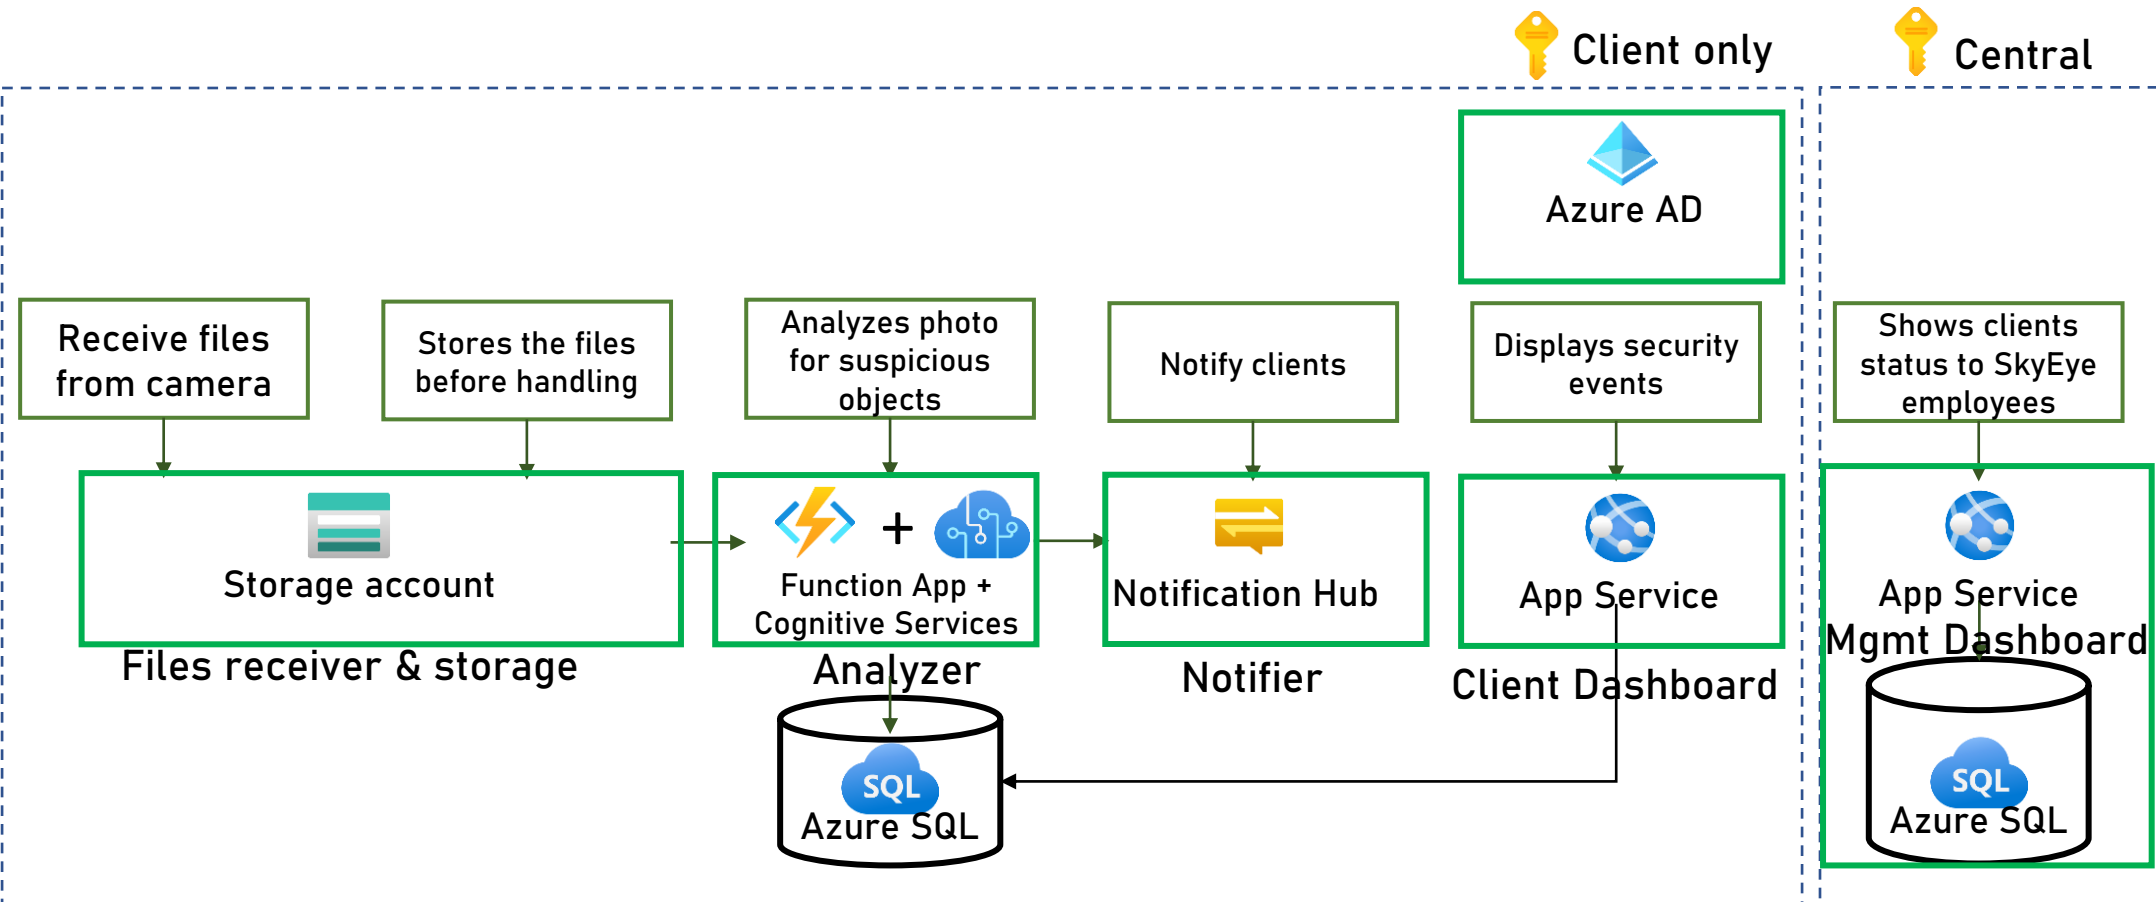 Client only
Central
Azure AD
Receive files
from camera
Stores the files
before handling
Analyzes photo
for suspicious
objects
Notify clients
Displays security
events
Shows clients
status to SkyEye
employees
Storage account
Files receiver & storage
+
Function App +
Cognitive Services
Analyzer
Notification Hub
Notifier
App Service
Client Dashboard
App Service
Mgmt Dashboard
SQL
Azure SQL
SQL
Azure SQL